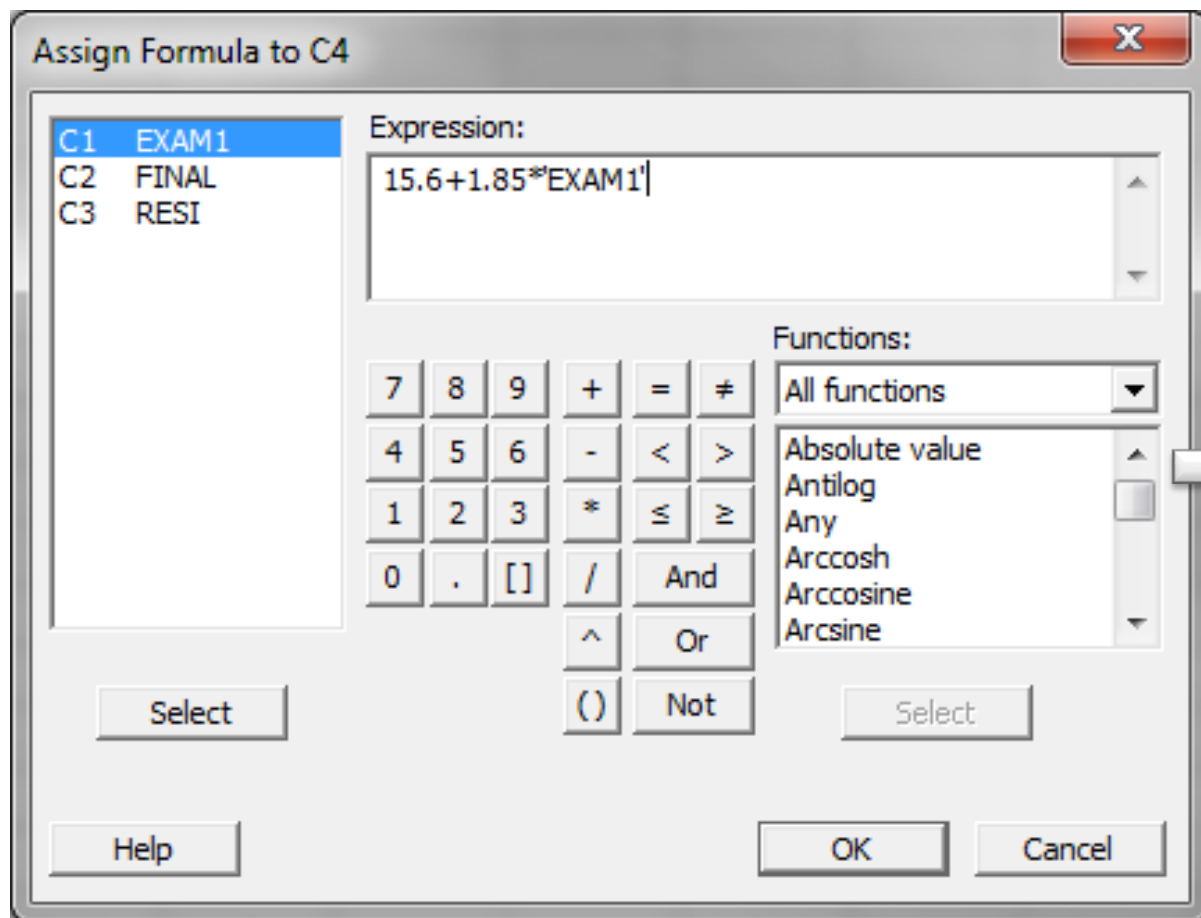 Assign Formula to C4
x
C1 EXAM1
C2 FINAL
C3 RESI
Expression:
15.6+1.85*'EXAM1'
Functions:
All functions
7 8 9 + = ≠
4 5 6 - < >
1 2 3 * ≤ ≥
0 . [] / And
^ Or
() Not
Absolute value
Antilog
Any
Arccosh
Arccosine
Arcsine
Select
Select
Help
OK
Cancel